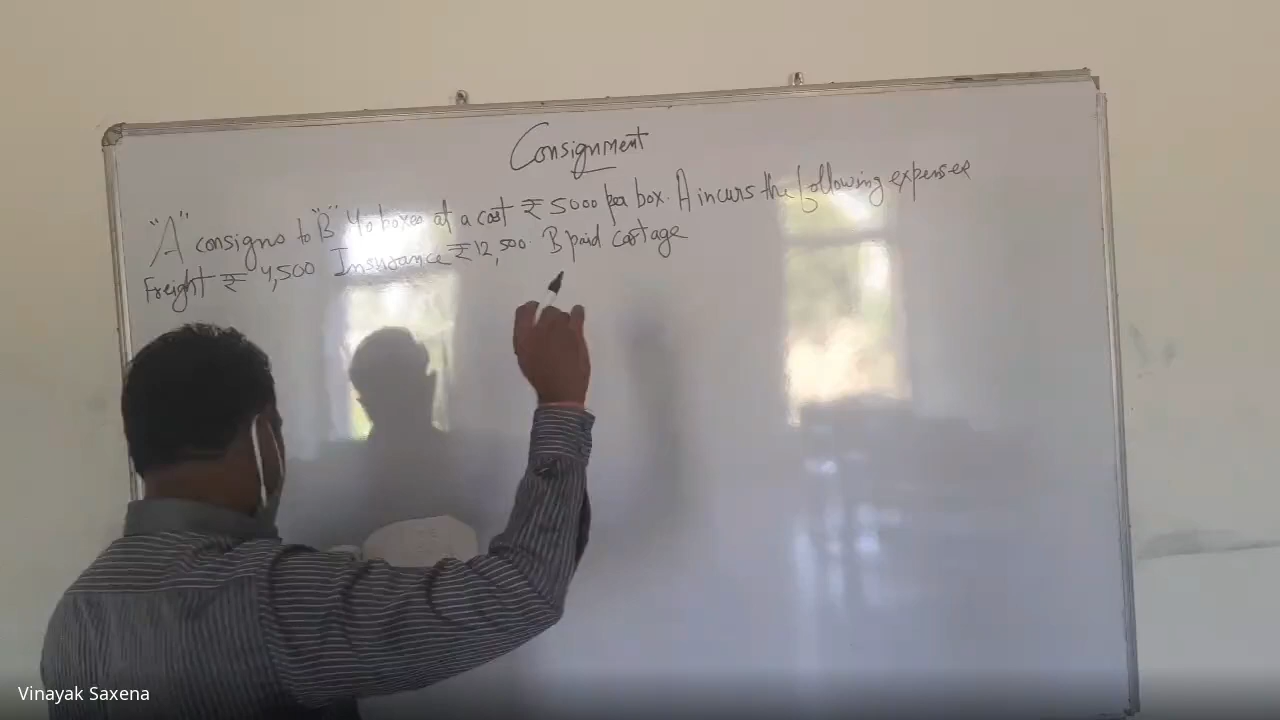 Consignment
"A" consigns to "B" 40 boxes at a cost ₹ 5000 per box. A incurs the following expenses
Freight ₹ 4,500 Insurance ₹ 12,500. B paid cartage
Vinayak Saxena